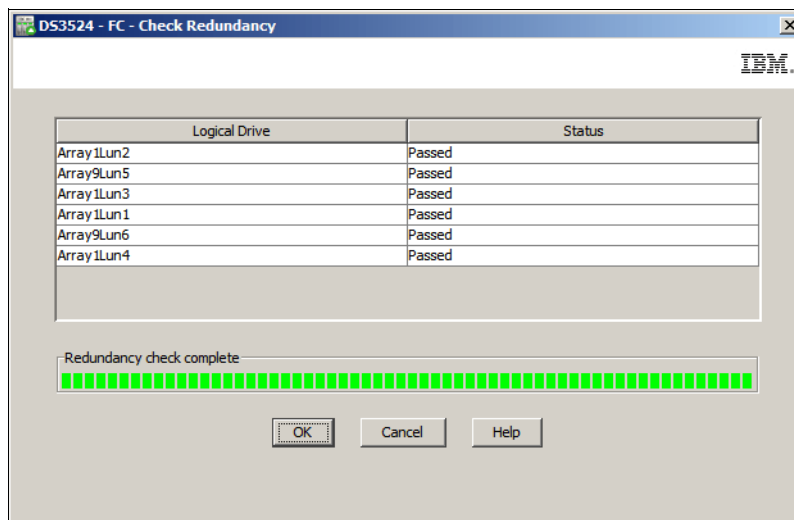 DS3524 - FC - Check Redundancy
IBM.
Logical Drive Status
Array1Lun2 Passed
Array9Lun5 Passed
Array1Lun3 Passed
Array1Lun1 Passed
Array9Lun6 Passed
Array1Lun4 Passed
Redundancy check complete
OK Cancel Help